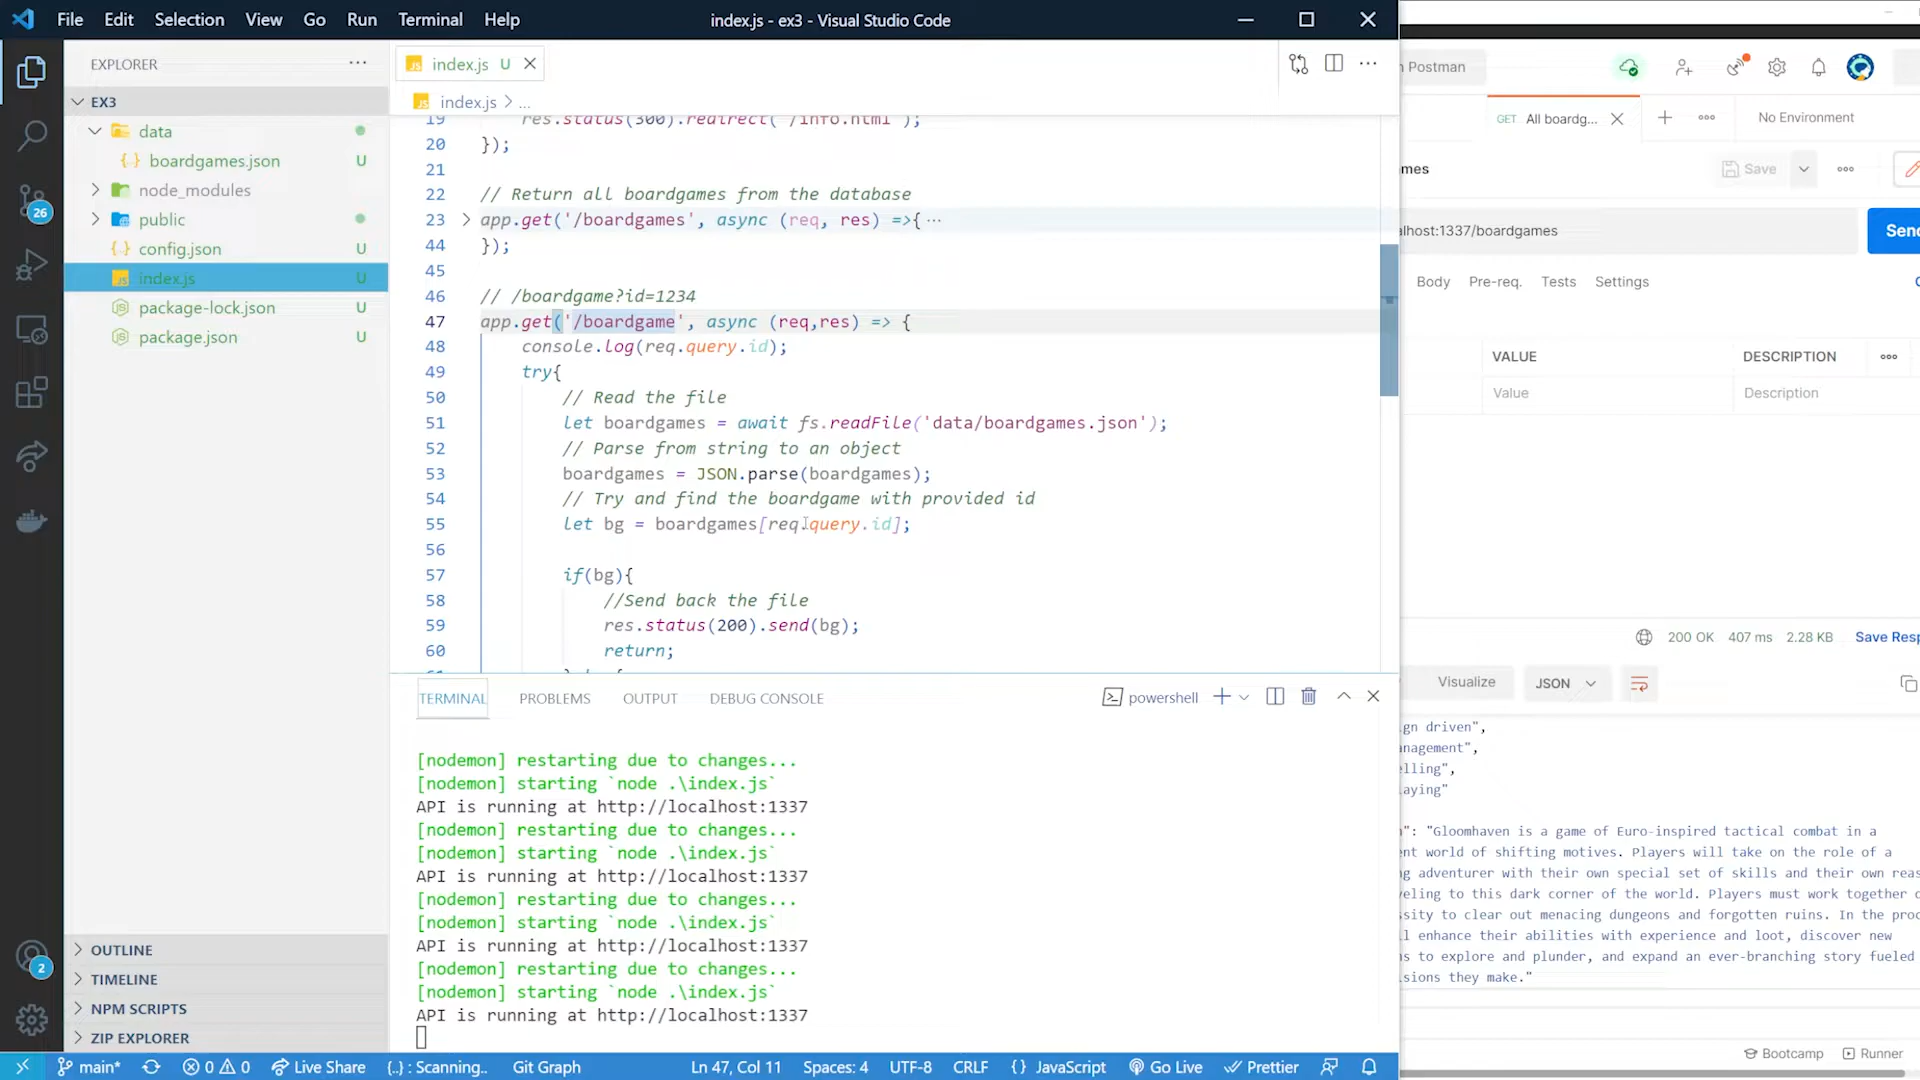 File Edit Selection View Go Run Terminal Help
index.js - ex3 - Visual Studio Code
EXPLORER
EX3
data
boardgames.json U
node_modules
public
config.json U
index.js U
package-lock.json U
package.json U
OUTLINE
TIMELINE
NPM SCRIPTS
ZIP EXPLORER
26
2
index.js U
index.js > ...
19 res.status(300).redirect('/info.html');
20 });
21
22 // Return all boardgames from the database
23 app.get('/boardgames', async (req, res) =>{ ...
44 });
45
46 // /boardgame?id=1234
47 app.get('/boardgame', async (req,res) => {
48 console.log(req.query.id);
49 try{
50 // Read the file
51 let boardgames = await fs.readFile('data/boardgames.json');
52 // Parse from string to an object
53 boardgames = JSON.parse(boardgames);
54 // Try and find the boardgame with provided id
55 let bg = boardgames[req.query.id];
56
57 if(bg){
58 //Send back the file
59 res.status(200).send(bg);
60 return;
TERMINAL PROBLEMS OUTPUT DEBUG CONSOLE
powershell
[nodemon] restarting due to changes...
[nodemon] starting `node .\index.js`
API is running at http://localhost:1337
[nodemon] restarting due to changes...
[nodemon] starting `node .\index.js`
API is running at http://localhost:1337
[nodemon] restarting due to changes...
[nodemon] starting `node .\index.js`
API is running at http://localhost:1337
[nodemon] restarting due to changes...
[nodemon] starting `node .\index.js`
API is running at http://localhost:1337
main* 0 0 Live Share {..} : Scanning.. Git Graph Ln 47, Col 11 Spaces: 4 UTF-8 CRLF {} JavaScript Go Live Prettier
Postman
GET All boardg...
No Environment
mes
Save
lhost:1337/boardgames
Send
Body Pre-req. Tests Settings
VALUE DESCRIPTION
Value Description
200 OK 407 ms 2.28 KB Save Resp
Visualize JSON
gn driven",
anagement",
elling",
aying"
n": "Gloomhaven is a game of Euro-inspired tactical combat in a
ent world of shifting motives. Players will take on the role of a
ng adventurer with their own special set of skills and their own reas
veling to this dark corner of the world. Players must work together o
ssity to clear out menacing dungeons and forgotten ruins. In the proc
ll enhance their abilities with experience and loot, discover new
ns to explore and plunder, and expand an ever-branching story fueled
sions they make."
Bootcamp Runner